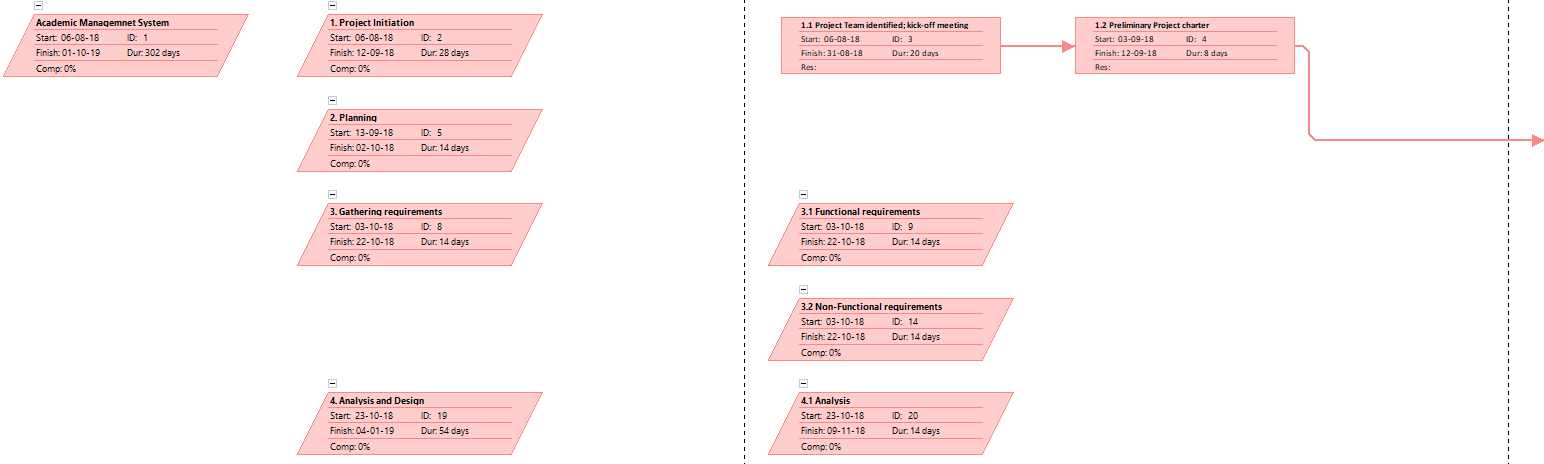 Academic Managemnet System
Start: 06-08-18 ID: 1
Finish: 01-10-19 Dur: 302 days
Comp: 0%
1. Project Initiation
Start: 06-08-18 ID: 2
Finish: 12-09-18 Dur: 28 days
Comp: 0%
1.1 Project Team identified; kick-off meeting
Start: 06-08-18 ID: 3
Finish: 31-08-18 Dur: 20 days
Res:
1.2 Preliminary Project charter
Start: 03-09-18 ID: 4
Finish: 12-09-18 Dur: 8 days
Res:
2. Planning
Start: 13-09-18 ID: 5
Finish: 02-10-18 Dur: 14 days
Comp: 0%
3. Gathering requirements
Start: 03-10-18 ID: 8
Finish: 22-10-18 Dur: 14 days
Comp: 0%
3.1 Functional requirements
Start: 03-10-18 ID: 9
Finish: 22-10-18 Dur: 14 days
Comp: 0%
3.2 Non-Functional requirements
Start: 03-10-18 ID: 14
Finish: 22-10-18 Dur: 14 days
Comp: 0%
4. Analysis and Design
Start: 23-10-18 ID: 19
Finish: 04-01-19 Dur: 54 days
Comp: 0%
4.1 Analysis
Start: 23-10-18 ID: 20
Finish: 09-11-18 Dur: 14 days
Comp: 0%